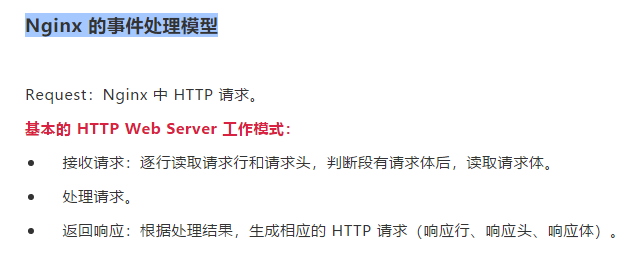 Nginx 的事件处理模型
Request：Nginx 中 HTTP 请求。
基本的 HTTP Web Server 工作模式：
• 接收请求：逐行读取请求行和请求头，判断段有请求体后，读取请求体。
• 处理请求。
• 返回响应：根据处理结果，生成相应的 HTTP 请求（响应行、响应头、响应体）。